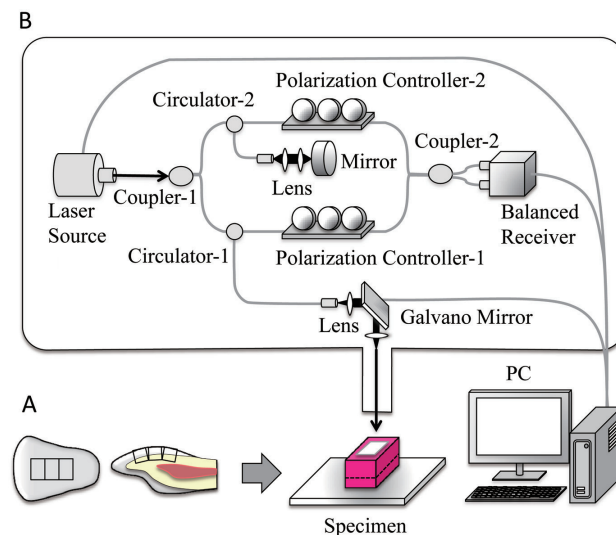 B
Polarization Controller-2
Circulator-2
Coupler-2
Mirror
Lens
Coupler-1
Laser
Source
Balanced
Receiver
Circulator-1
Polarization Controller-1
Lens
Galvano Mirror
PC
A
Specimen